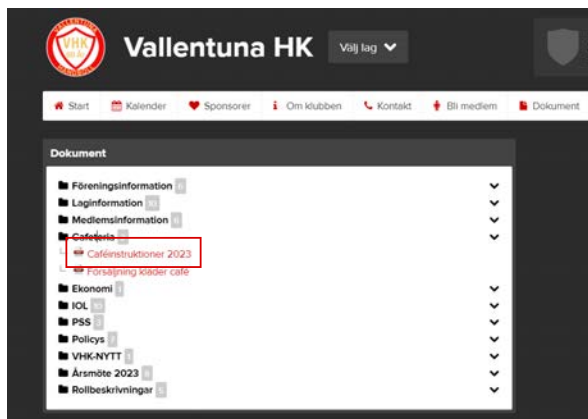 VHK
Vallentuna HK
Välj lag
Start Kalender Sponsorer Om klubben Kontakt Bli medlem Dokument
Dokument
Föreningsinformation
Laginformation
Medlemsinformation
Cafeteria
Caféinstruktioner 2023
Försäljning kläder café
Ekonomi
IOL
PSS
Policys
VHK-NYTT
Årsmöte 2023
Rollbeskrivningar